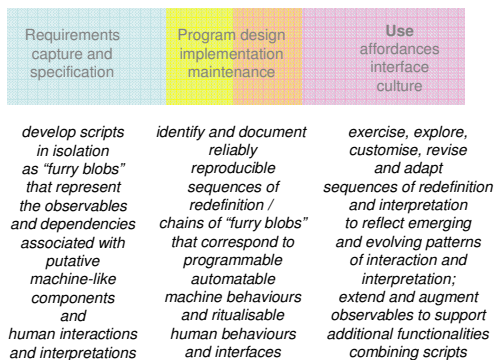 Requirements
capture and
specification
Program design
implementation
maintenance
Use
affordances
interface
culture
develop scripts
in isolation
as “furry blobs”
that represent
the observables
and dependencies
associated with
putative
machine-like
components
and
human interactions
and interpretations
identify and document
reliably
reproducible
sequences of
redefinition /
chains of “furry blobs”
that correspond to
programmable
automatable
machine behaviours
and ritualisable
human behaviours
and interfaces
exercise, explore,
customise, revise
and adapt
sequences of redefinition
and interpretation
to reflect emerging
and evolving patterns
of interaction and
interpretation;
extend and augment
observables to support
additional functionalities
combining scripts